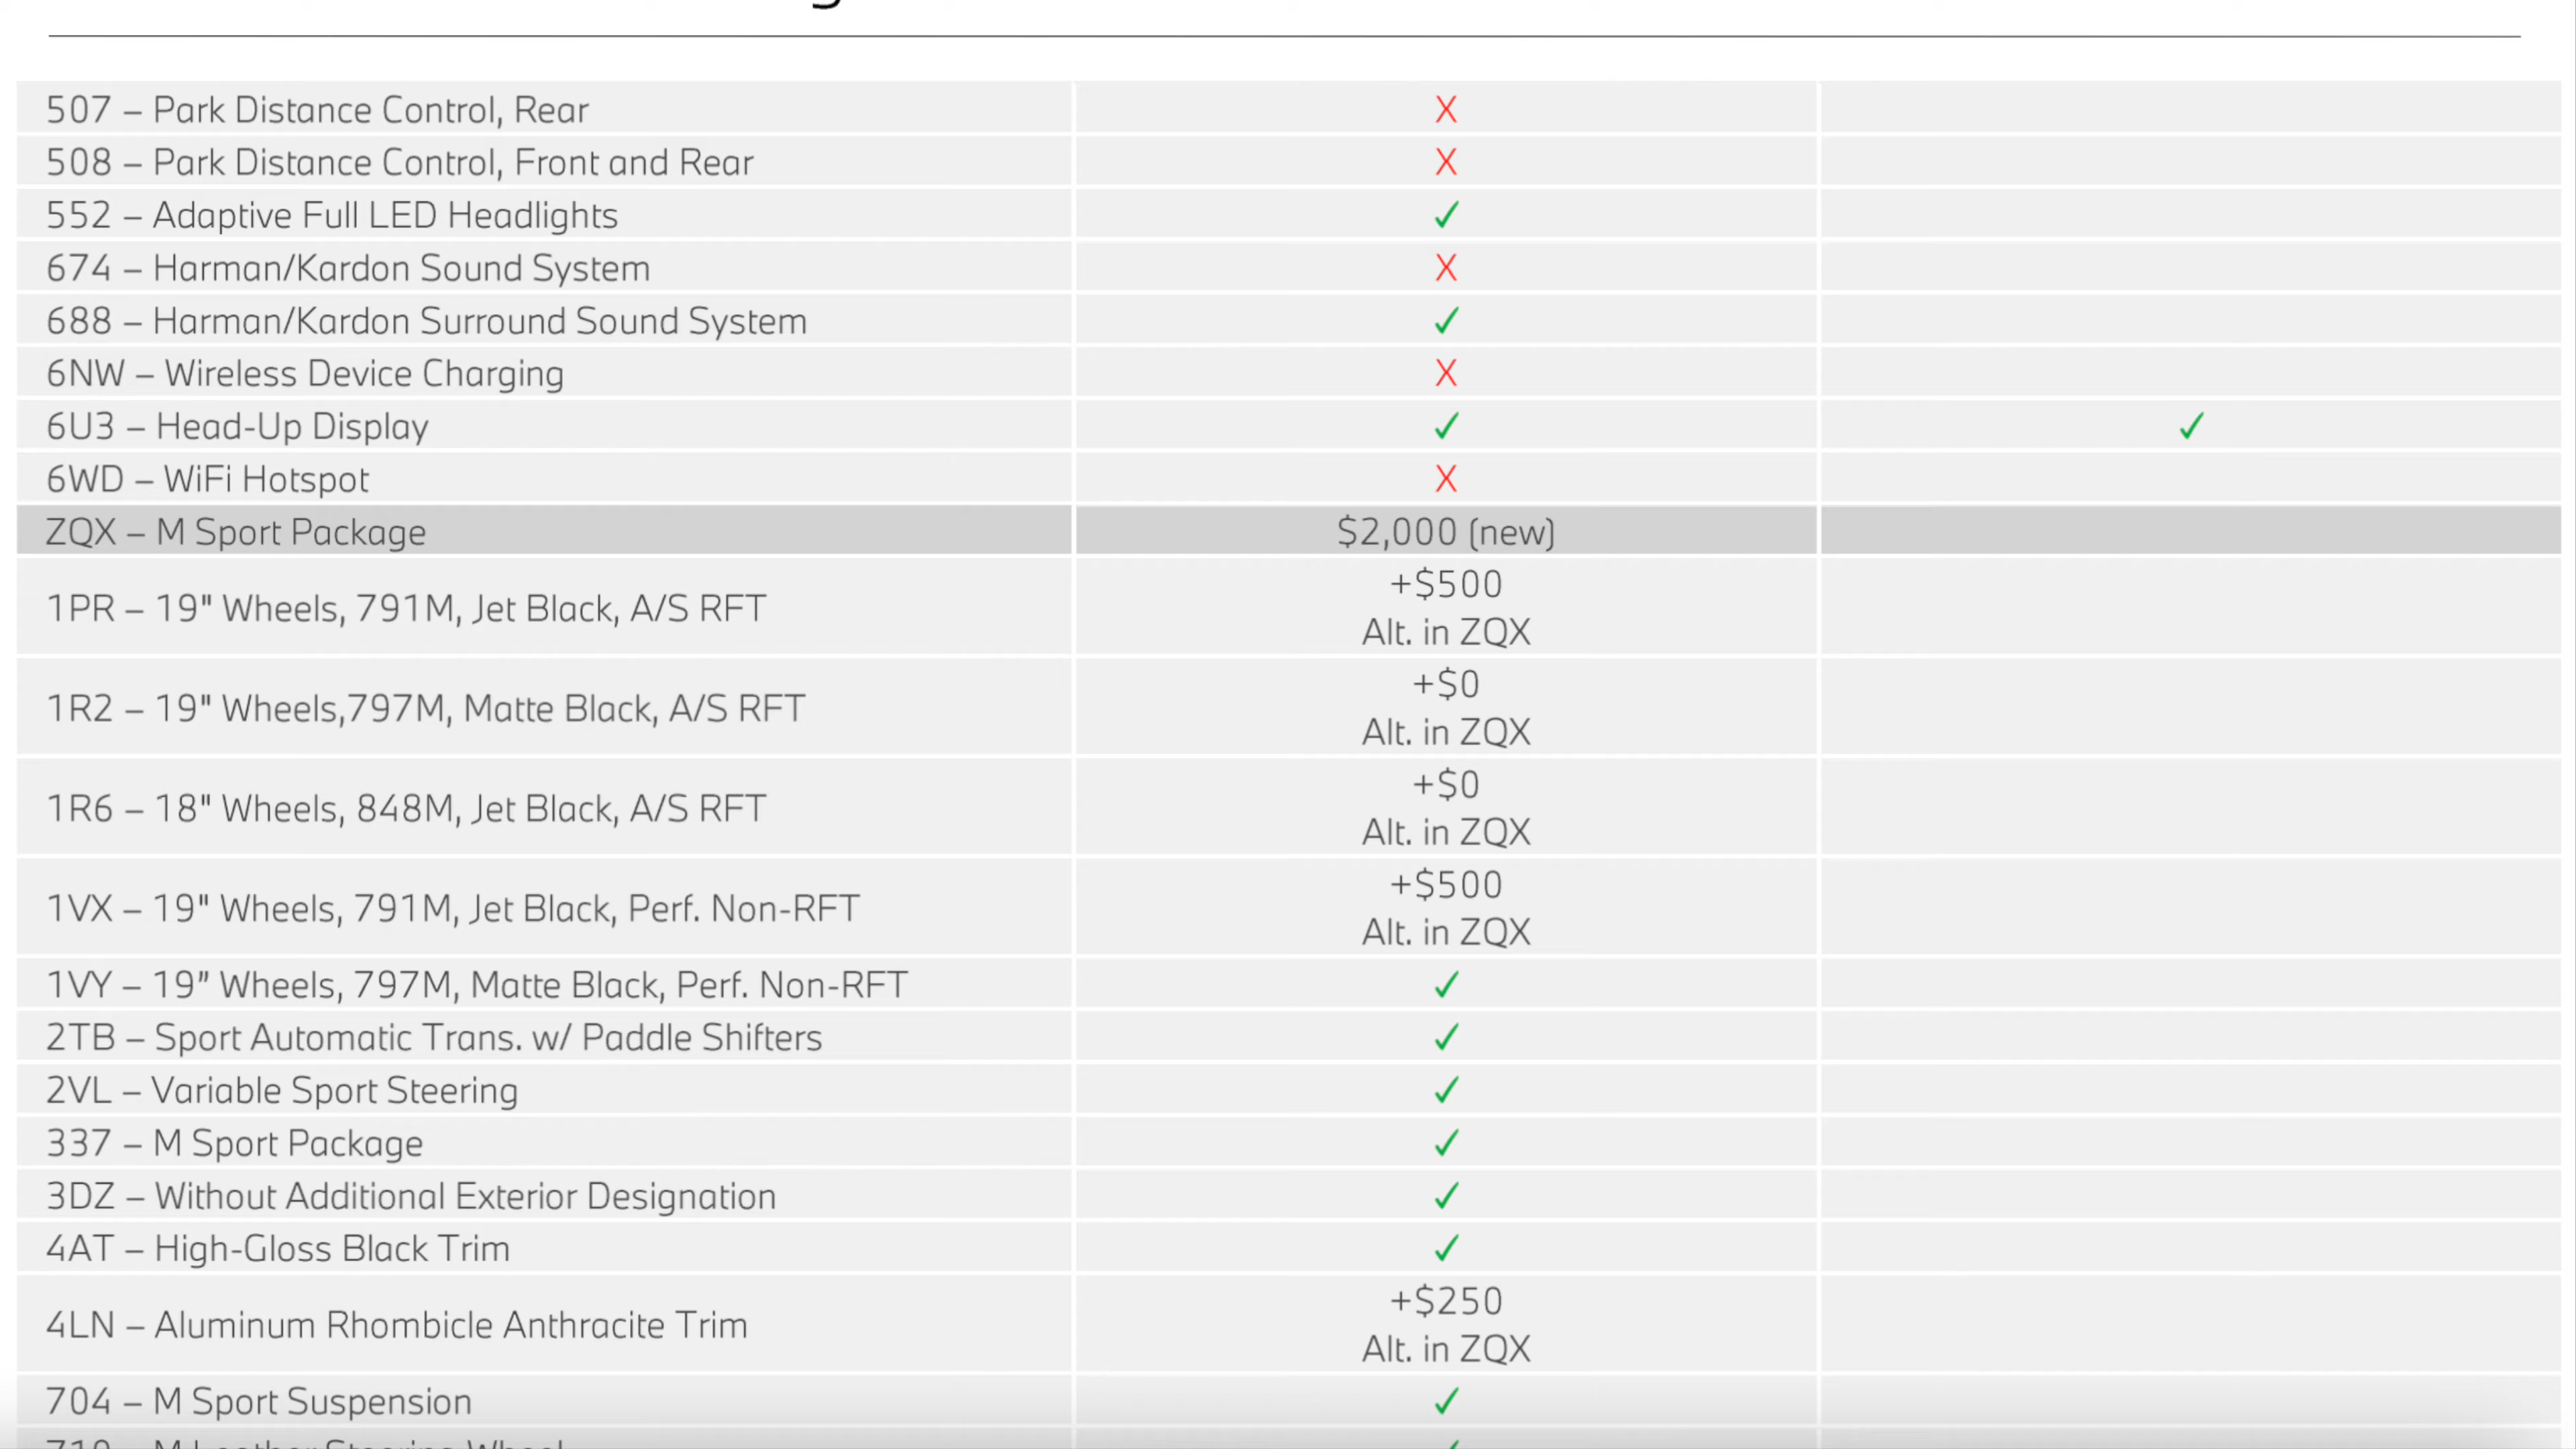 507 – Park Distance Control, Rear X
508 – Park Distance Control, Front and Rear X
552 – Adaptive Full LED Headlights ✓
674 – Harman/Kardon Sound System X
688 – Harman/Kardon Surround Sound System ✓
6NW – Wireless Device Charging X
6U3 – Head-Up Display ✓ ✓
6WD – WiFi Hotspot X
ZQX – M Sport Package $2,000 (new)
1PR – 19" Wheels, 791M, Jet Black, A/S RFT +$500
Alt. in ZQX
1R2 – 19" Wheels,797M, Matte Black, A/S RFT +$0
Alt. in ZQX
1R6 – 18" Wheels, 848M, Jet Black, A/S RFT +$0
Alt. in ZQX
1VX – 19" Wheels, 791M, Jet Black, Perf. Non-RFT +$500
Alt. in ZQX
1VY – 19” Wheels, 797M, Matte Black, Perf. Non-RFT ✓
2TB – Sport Automatic Trans. w/ Paddle Shifters ✓
2VL – Variable Sport Steering ✓
337 – M Sport Package ✓
3DZ – Without Additional Exterior Designation ✓
4AT – High-Gloss Black Trim ✓
4LN – Aluminum Rhombicle Anthracite Trim +$250
Alt. in ZQX
704 – M Sport Suspension ✓
710 – M Leather Steering Wheel ✓